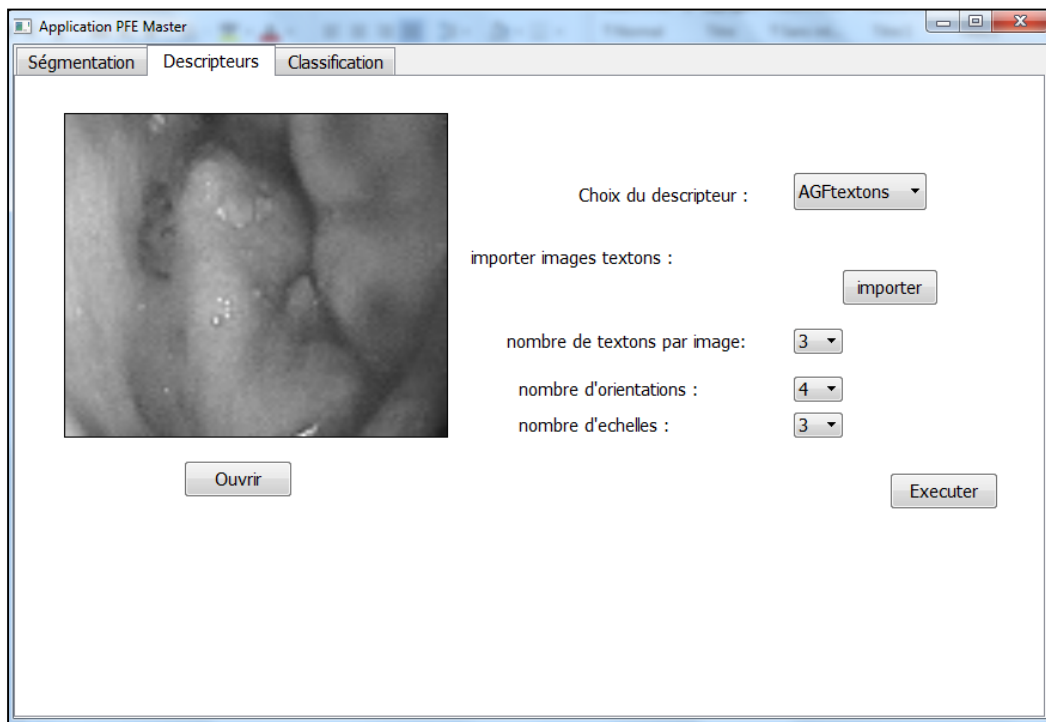 Application PFE Master
Ségmentation Descripteurs Classification
Choix du descripteur : AGFtextons
importer images textons :
importer
nombre de textons par image: 3
nombre d'orientations : 4
nombre d'echelles : 3
Ouvrir
Executer